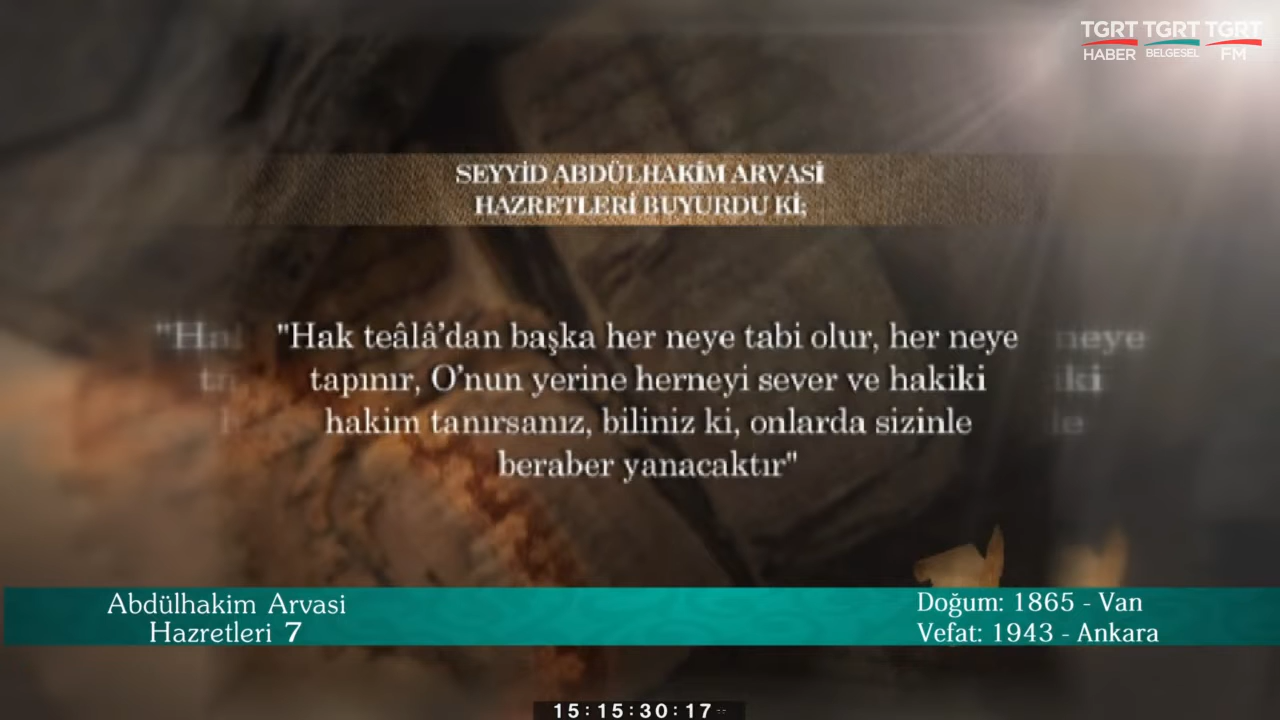 TGRT TGRT TGRT
HABER BELGESEL FM
SEYYİD ABDÜLHAKİM ARVASİ
HAZRETLERİ BUYURDU Kİ;
"Hak teâlâ’dan başka her neye tabi olur, her neye
tapınır, O’nun yerine herneyi sever ve hakiki
hakim tanırsanız, biliniz ki, onlarda sizinle
beraber yanacaktır"
Abdülhakim Arvasi
Hazretleri 7
Doğum: 1865 - Van
Vefat: 1943 - Ankara
15:15:30:17